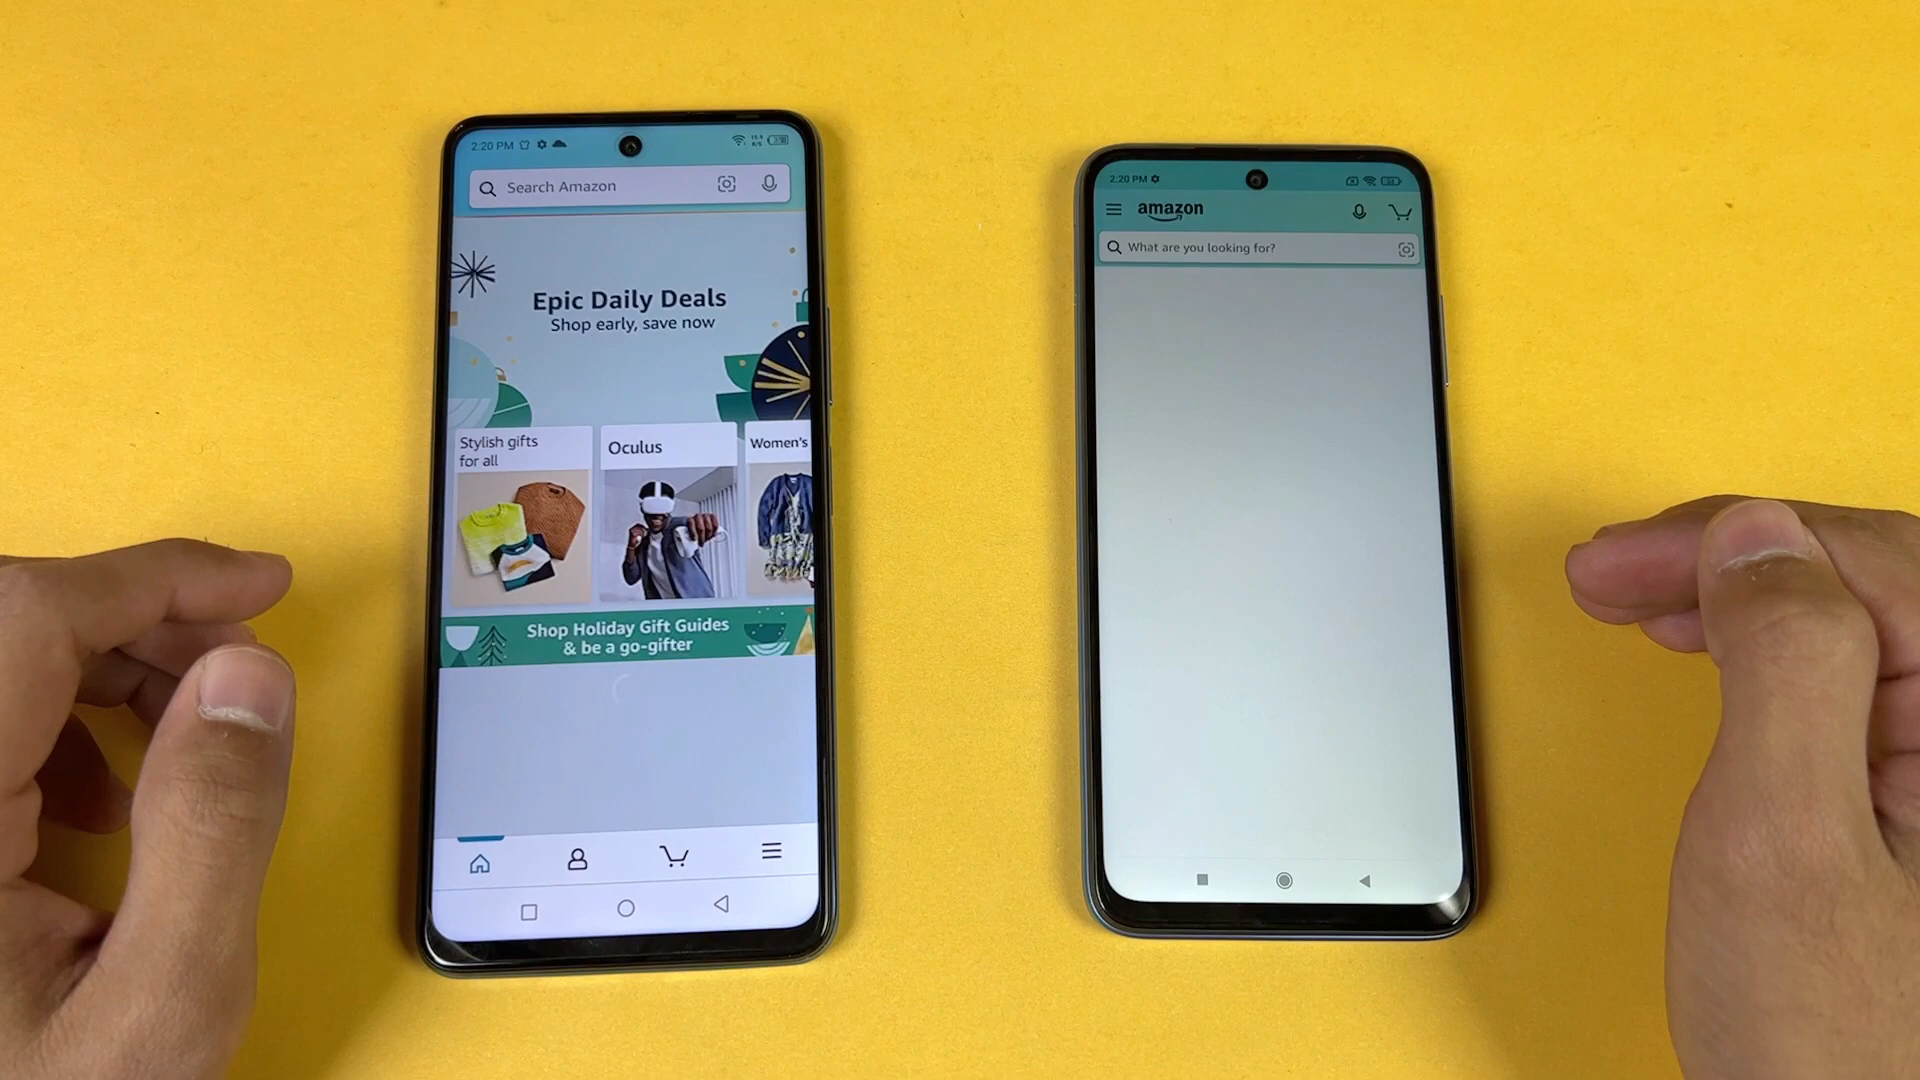 2:20 PM
Search Amazon
Epic Daily Deals
Shop early, save now
Stylish gifts
for all
Oculus
Women's
Shop Holiday Gift Guides
& be a go-gifter
2:20 PM
amazon
What are you looking for?